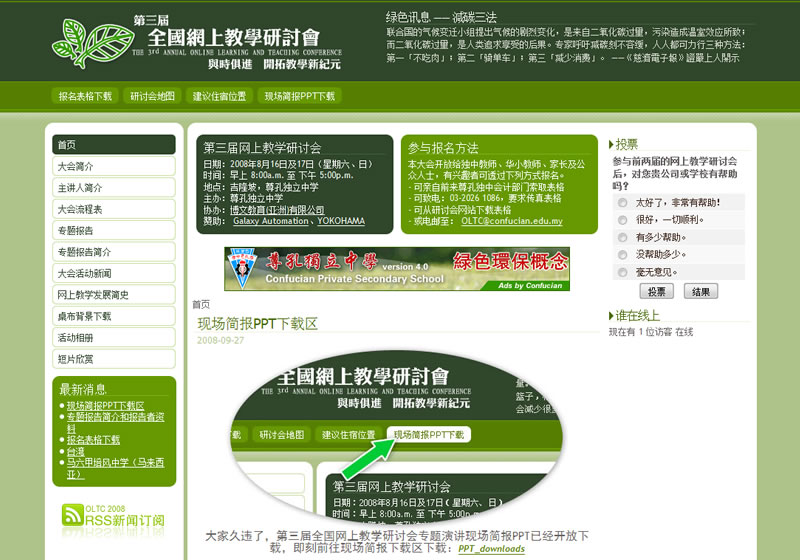 第三届
全國網上教學研討會
THE 3rd ANNUAL ONLINE LEARNING AND TEACHING CONFERENCE
與時俱進　開拓教學新紀元
绿色讯息 —— 減碳三法
联合国的气候变迁小组提出气候的剧烈变化，是来自二氧化碳过量，污染造成温室效应所致；
而二氧化碳过量，是人类追求享受的后果。专家呼吁减碳刻不容缓，人人都可力行三种方法：
第一「不吃肉」；第二「骑单车」；第三「减少消费」。
报名表格下载
研讨会地图
建议住宿位置
现场简报PPT下载
首页
大会简介
主讲人简介
大会流程表
专题报告
专题报告简介
大会活动新闻
网上教学发展简史
桌布背景下载
活动相册
短片欣赏
最新消息
现场简报PPT下载区
专题报告简介和报告者资
料
报名表格下载
台湾
马六甲培风中学（马来西
亚）
OLTC 2008
RSS新闻订阅
第三届网上教学研讨会
日期：2008年8月16日及17日（星期六、日）
时间：早上 8:00a.m. 至 下午 5:00p.m.
地点：吉隆坡，尊孔独立中学
主办：尊孔独立中学
协办：博文教育(亚洲)有限公司
赞助： Galaxy Automation、YOKOHAMA
参与报名方法
本大会开放给独中教师、华小教师、家长及公
众人士，有兴趣者可透过下列方式报名。
- 可亲自前来尊孔独中会计部门索取表格
- 可致电：03-2026 1086，要求传真表格
- 可从研讨会网站下载表格
- 或电邮至： OLTC@confucian.edu.my
尊孔獨立中學 version 4.0
Confucian Private Secondary School
綠色環保概念
Ads by Confucian
首页
现场简报PPT下载区
2008-09-27
全國網上教學研討會
THE 3rd ANNUAL ONLINE LEARNING AND TEACHING CONFERENCE
與時俱進　開拓教學新紀元
量
篮子，
会减少很
载
研讨会地图
建议住宿位置
现场简报PPT下载
第三届网上教学研讨会
日期：2008年8月16日及17日（星期六、日）
时间：早上 8:00a.m. 至 下午 5:00p.m.
大家久违了，第三届全国网上教学研讨会专题演讲现场简报PPT已经开放下
载，即刻前往现场简报下载区下载：PPT_downloads
投票
参与前两届的网上教学研讨会
后，对您贵公司或学校有帮助
吗？
太好了，非常有帮助！
很好，一切顺利。
有多少帮助。
没帮助多少。
毫无意见。
投票
结果
谁在线上
现在有 1 位访客 在线